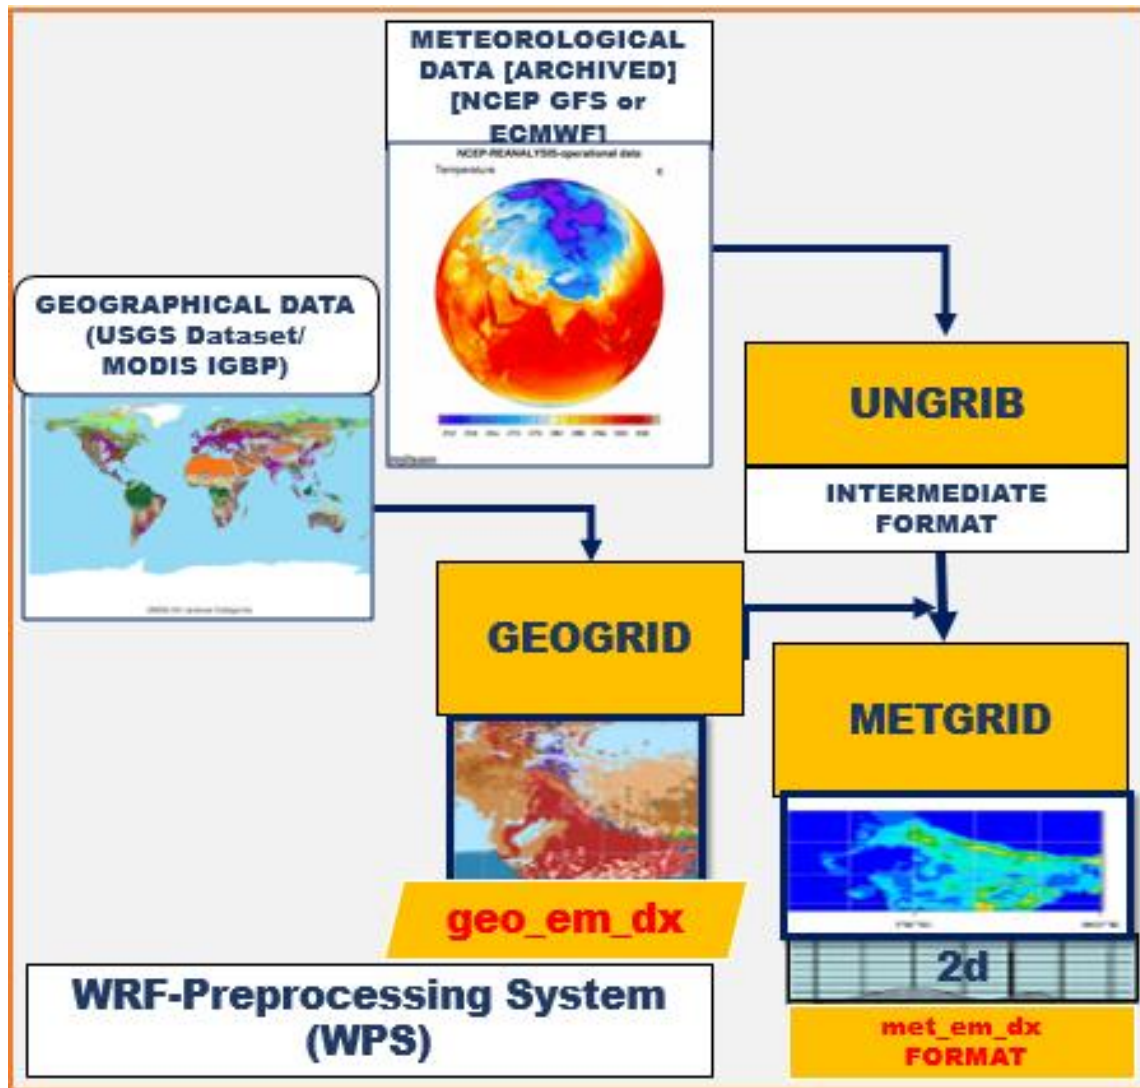 METEOROLOGICAL
DATA [ARCHIVED]
[NCEP GFS or
ECMWF]
NCEP-REANALYSIS-operational data
Temperature
GEOGRAPHICAL DATA
(USGS Dataset/
MODIS IGBP)
UNGRIB
INTERMEDIATE
FORMAT
GEOGRID
METGRID
geo_em_dx
2d
WRF-Preprocessing System
(WPS)
met_em_dx
FORMAT